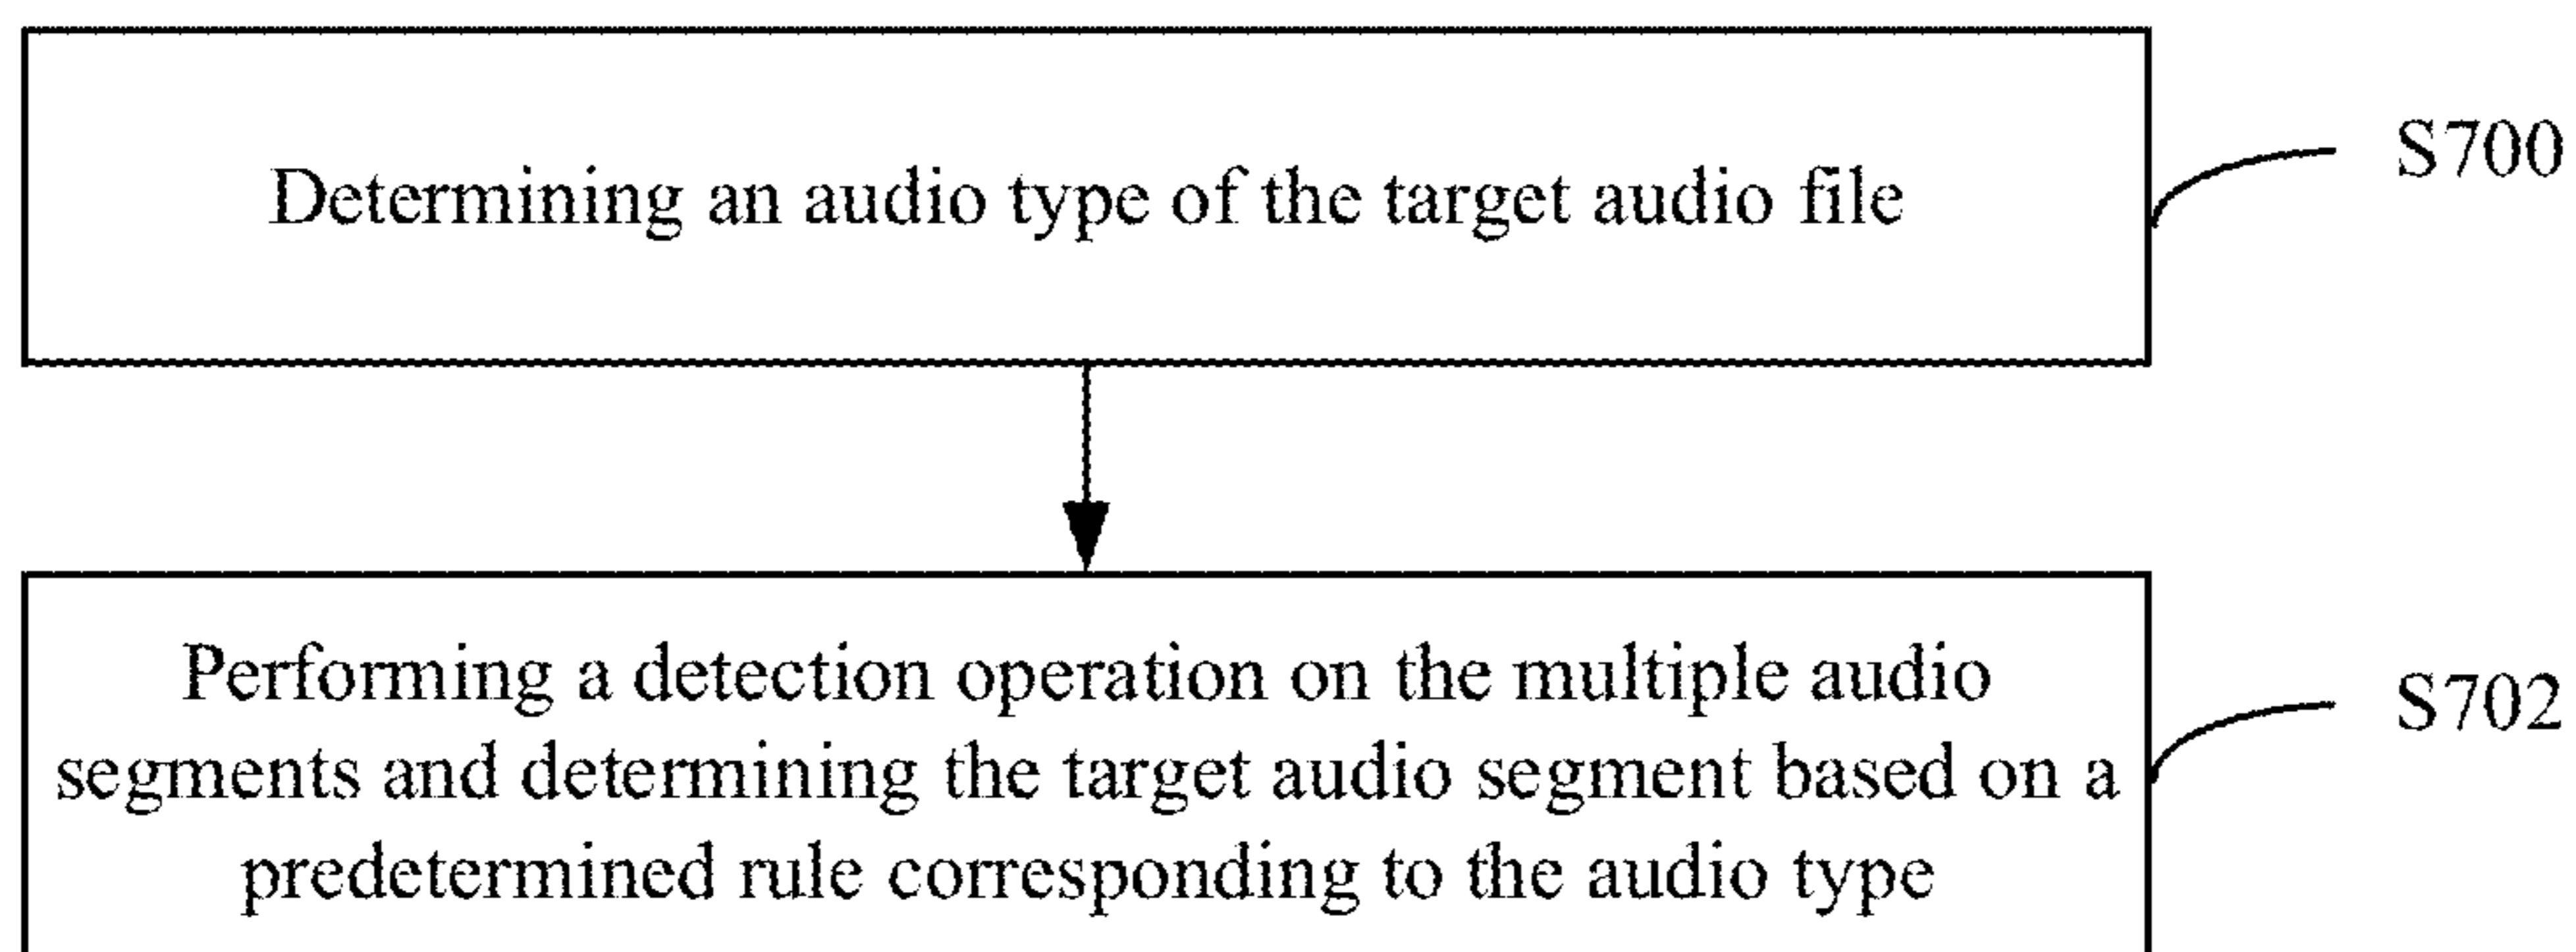 Determining an audio type of the target audio file
S700
Performing a detection operation on the multiple audio
segments and determining the target audio segment based on a
predetermined rule corresponding to the audio type
S702